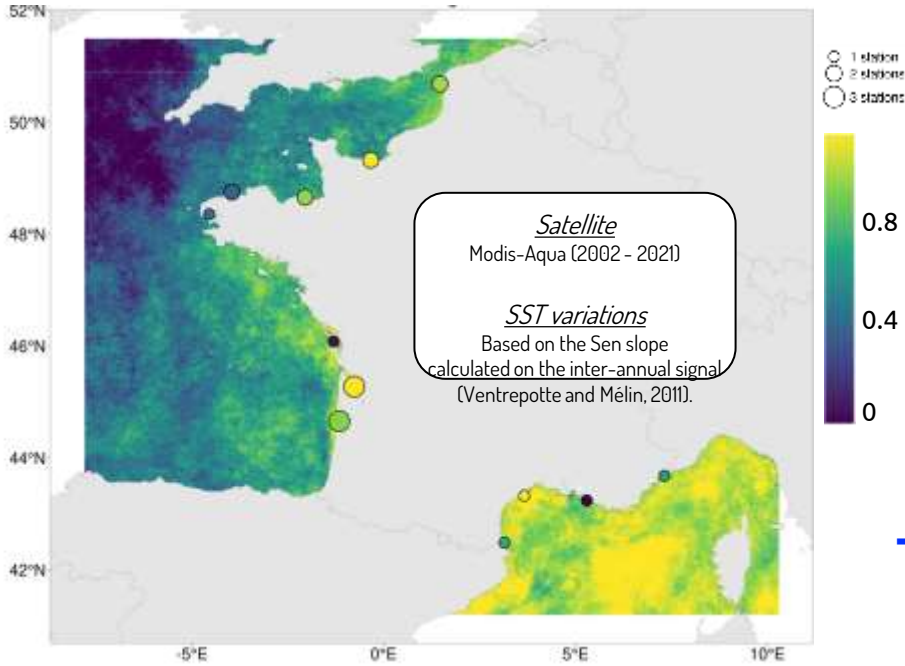 52°N
50°N
48°N
46°N
44°N
42°N
-5°E
0°E
5°E
10°E
Satellite
Modis-Aqua (2002 - 2021)
SST variations
Based on the Sen slope
calculated on the inter-annual signal
(Ventrepotte and Mélin, 2011).
1 station
2 stations
3 stations
0.8
0.4
0